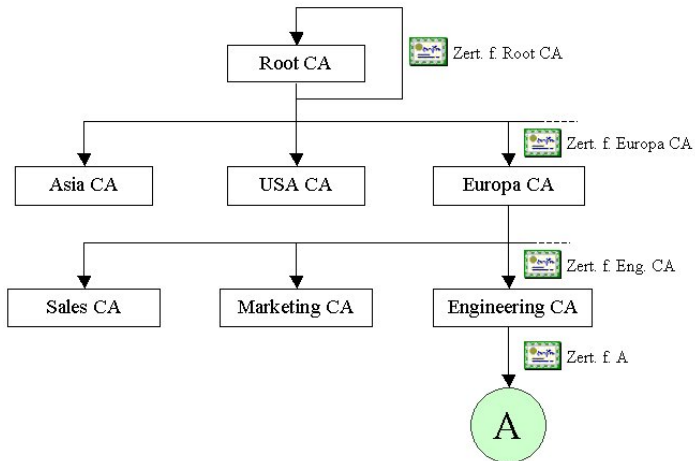 Root CA
Zert. f. Root CA
Zert. f. Europa CA
Asia CA
USA CA
Europa CA
Zert. f. Eng. CA
Sales CA
Marketing CA
Engineering CA
Zert. f. A
A